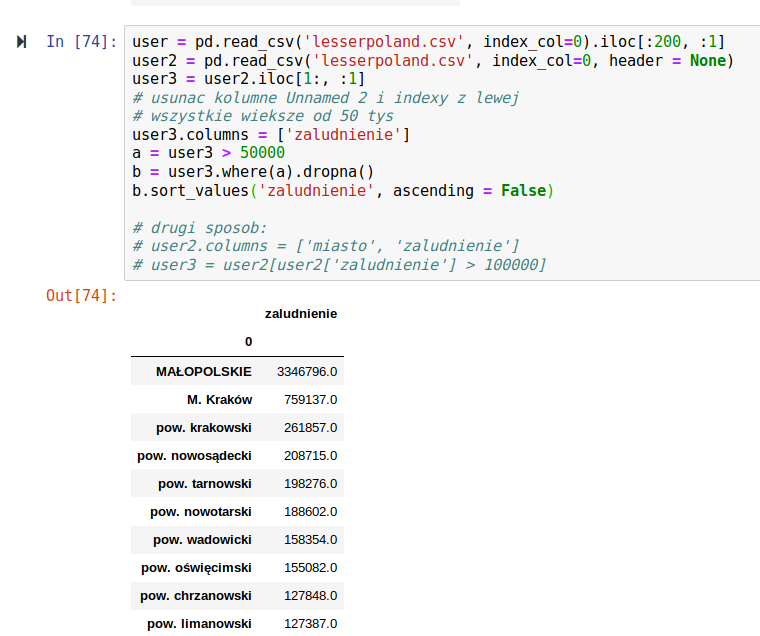 In [74]:
user = pd.read_csv('lesserpoland.csv', index_col=0).iloc[:200, :1]
user2 = pd.read_csv('lesserpoland.csv', index_col=0, header = None)
user3 = user2.iloc[1:, :1]
# usunac kolumne Unnamed 2 i indexy z lewej
# wszystkie wieksze od 50 tys
user3.columns = ['zaludnienie']
a = user3 > 50000
b = user3.where(a).dropna()
b.sort_values('zaludnienie', ascending = False)
# drugi sposob:
# user2.columns = ['miasto', 'zaludnienie']
# user3 = user2[user2['zaludnienie'] > 100000]
Out[74]:
zaludnienie
0
MAŁOPOLSKIE 3346796.0
M. Kraków 759137.0
pow. krakowski 261857.0
pow. nowosądecki 208715.0
pow. tarnowski 198276.0
pow. nowotarski 188602.0
pow. wadowicki 158354.0
pow. oświęcimski 155082.0
pow. chrzanowski 127848.0
pow. limanowski 127387.0